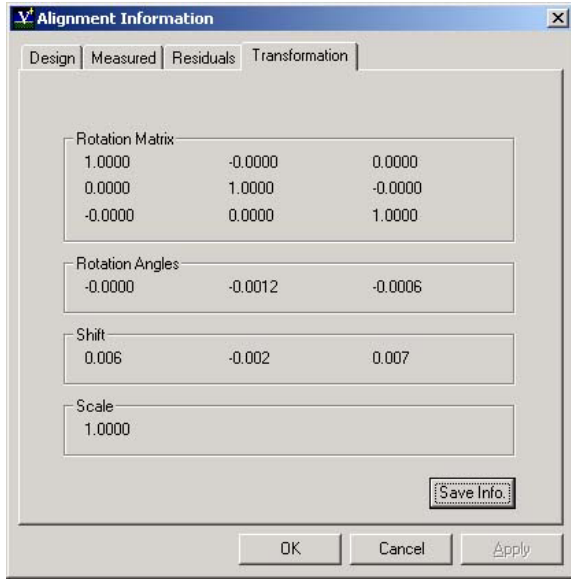 Alignment Information
Design Measured Residuals Transformation
Rotation Matrix
1.0000 -0.0000 0.0000
0.0000 1.0000 -0.0000
-0.0000 0.0000 1.0000
Rotation Angles
-0.0000 -0.0012 -0.0006
Shift
0.006 -0.002 0.007
Scale
1.0000
Save Info.
OK Cancel Apply